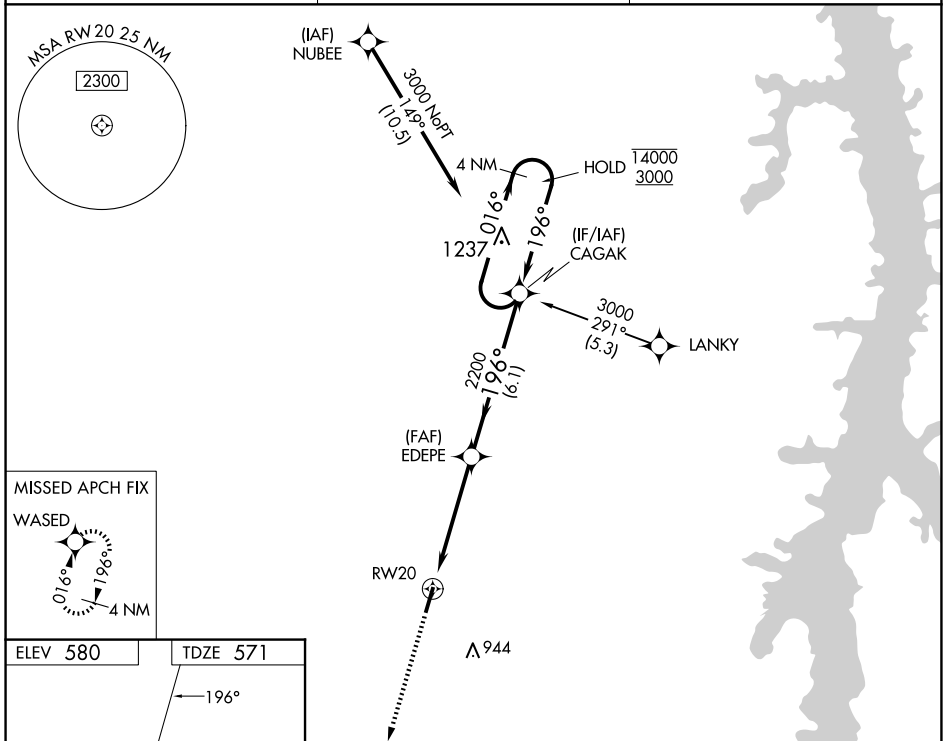 MSA RW20 25 NM
2300
(IAF)
NUBEE
3000 NoPT
149°
(10.5)
4 NM
HOLD
14000
3000
016°
196°
1237
(IF/IAF)
CAGAK
3000
291°
(5.3)
LANKY
2200
196°
(6.1)
(FAF)
EDEPE
MISSED APCH FIX
WASED
016°
196°
4 NM
RW20
944
ELEV 580
TDZE 571
196°